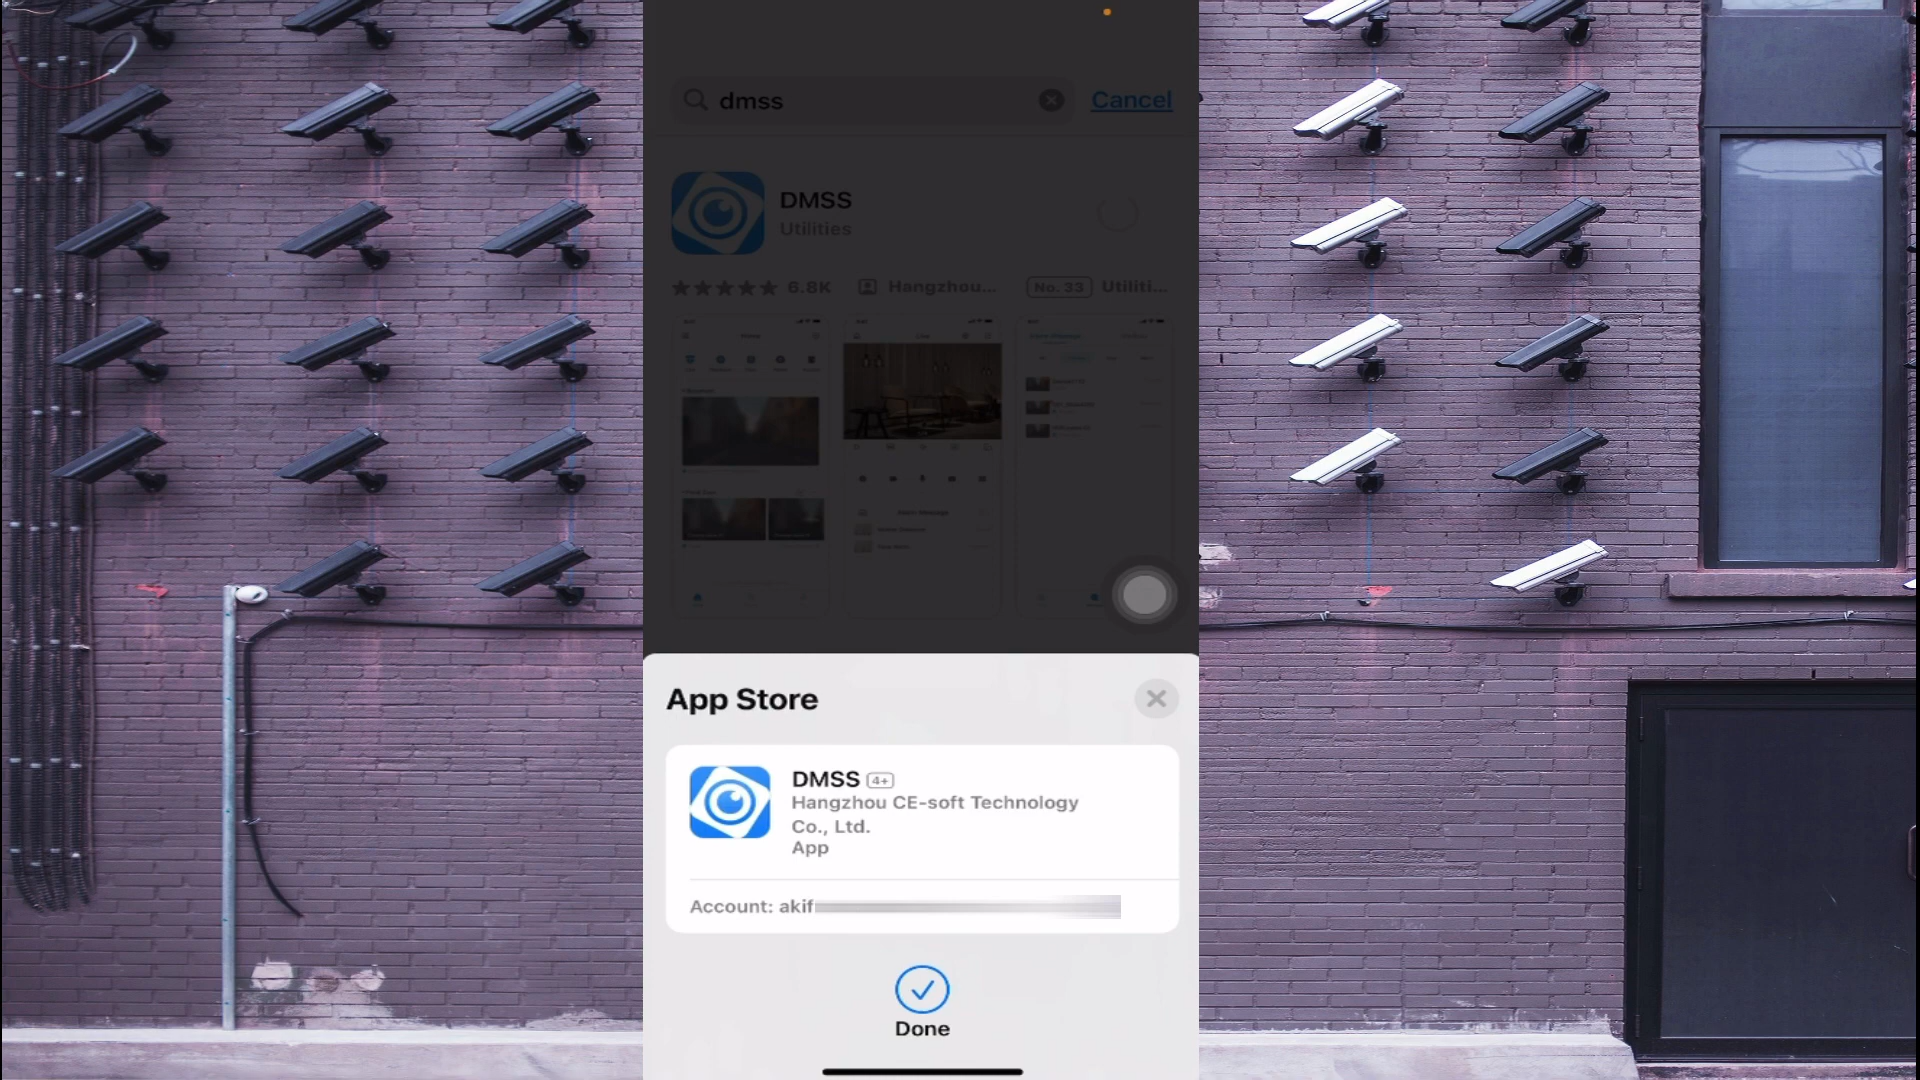 dmss
Cancel
DMSS
Utilities
6.8K
Hangzhou...
No. 33
Utiliti...
App Store
DMSS 4+
Hangzhou CE-soft Technology
Co., Ltd.
App
Account: akif
Done